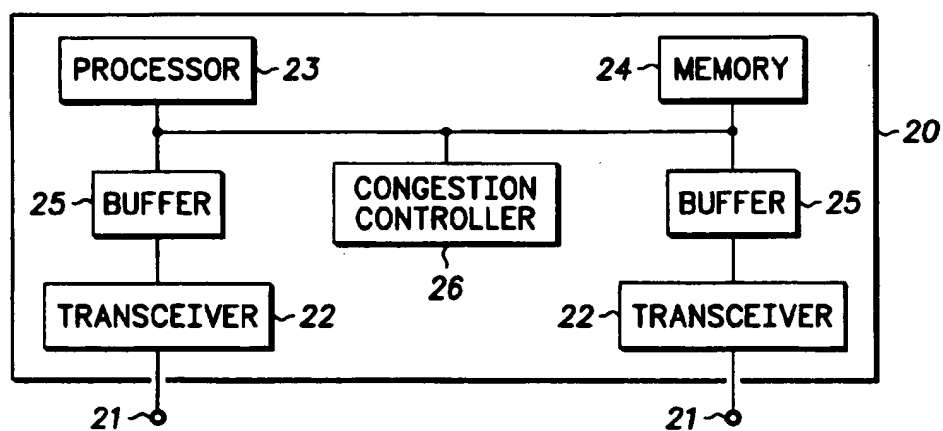 PROCESSOR 23
24 MEMORY
20
25 BUFFER
CONGESTION
CONTROLLER
26
BUFFER 25
TRANSCEIVER 22
22 TRANSCEIVER
21
21